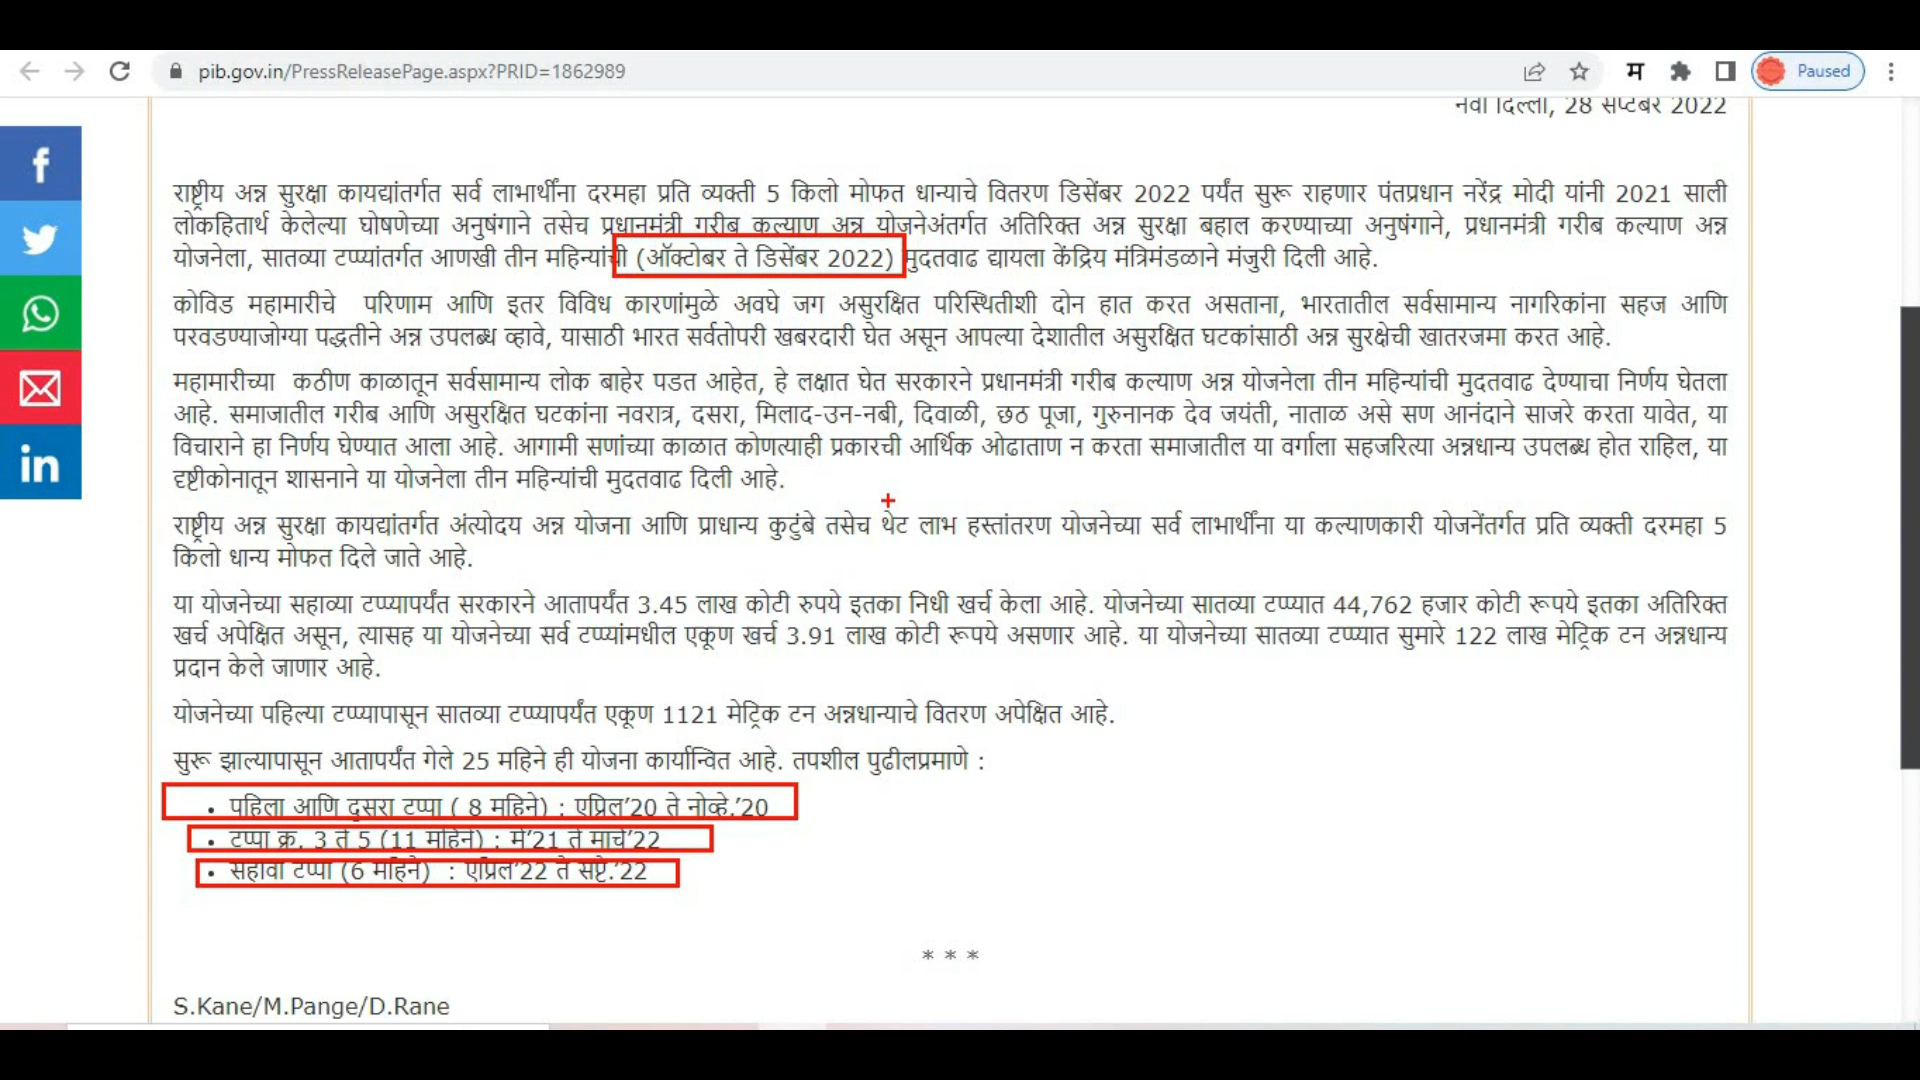 pib.gov.in/PressReleasePage.aspx?PRID=1862989
म
Paused
नवी दिल्ली, 28 सप्टेंबर 2022
राष्ट्रीय अन्न सुरक्षा कायद्यांतर्गत सर्व लाभार्थींना दरमहा प्रति व्यक्ती 5 किलो मोफत धान्याचे वितरण डिसेंबर 2022 पर्यंत सुरू राहणार पंतप्रधान नरेंद्र मोदी यांनी 2021 साली
लोकहितार्थ केलेल्या घोषणेच्या अनुषंगाने तसेच प्रधानमंत्री गरीब कल्याण अन्न योजनेअंतर्गत अतिरिक्त अन्न सुरक्षा बहाल करण्याच्या अनुषंगाने, प्रधानमंत्री गरीब कल्याण अन्न
योजनेला, सातव्या टप्प्यांतर्गत आणखी तीन महिन्यांची (ऑक्टोबर ते डिसेंबर 2022) मुदतवाढ द्यायला केंद्रिय मंत्रिमंडळाने मंजुरी दिली आहे.
कोविड महामारीचे परिणाम आणि इतर विविध कारणांमुळे अवघे जग असुरक्षित परिस्थितीशी दोन हात करत असताना, भारतातील सर्वसामान्य नागरिकांना सहज आणि
परवडण्याजोग्या पद्धतीने अन्न उपलब्ध व्हावे, यासाठी भारत सर्वतोपरी खबरदारी घेत असून आपल्या देशातील असुरक्षित घटकांसाठी अन्न सुरक्षेची खातरजमा करत आहे.
महामारीच्या कठीण काळातून सर्वसामान्य लोक बाहेर पडत आहेत, हे लक्षात घेत सरकारने प्रधानमंत्री गरीब कल्याण अन्न योजनेला तीन महिन्यांची मुदतवाढ देण्याचा निर्णय घेतला
आहे. समाजातील गरीब आणि असुरक्षित घटकांना नवरात्र, दसरा, मिलाद-उन-नबी, दिवाळी, छठ पूजा, गुरुनानक देव जयंती, नाताळ असे सण आनंदाने साजरे करता यावेत, या
विचाराने हा निर्णय घेण्यात आला आहे. आगामी सणांच्या काळात कोणत्याही प्रकारची आर्थिक ओढाताण न करता समाजातील या वर्गाला सहजरित्या अन्नधान्य उपलब्ध होत राहिल, या
दृष्टीकोनातून शासनाने या योजनेला तीन महिन्यांची मुदतवाढ दिली आहे.
राष्ट्रीय अन्न सुरक्षा कायद्यांतर्गत अंत्योदय अन्न योजना आणि प्राधान्य कुटुंबे तसेच थेट लाभ हस्तांतरण योजनेच्या सर्व लाभार्थींना या कल्याणकारी योजनेंतर्गत प्रति व्यक्ती दरमहा 5
किलो धान्य मोफत दिले जाते आहे.
या योजनेच्या सहाव्या टप्प्यापर्यंत सरकारने आतापर्यंत 3.45 लाख कोटी रुपये इतका निधी खर्च केला आहे. योजनेच्या सातव्या टप्प्यात 44,762 हजार कोटी रूपये इतका अतिरिक्त
खर्च अपेक्षित असून, त्यासह या योजनेच्या सर्व टप्प्यांमधील एकूण खर्च 3.91 लाख कोटी रूपये असणार आहे. या योजनेच्या सातव्या टप्प्यात सुमारे 122 लाख मेट्रिक टन अन्नधान्य
प्रदान केले जाणार आहे.
योजनेच्या पहिल्या टप्प्यापासून सातव्या टप्प्यापर्यंत एकूण 1121 मेट्रिक टन अन्नधान्याचे वितरण अपेक्षित आहे.
सुरू झाल्यापासून आतापर्यंत गेले 25 महिने ही योजना कार्यान्वित आहे. तपशील पुढीलप्रमाणे :
• पहिला आणि दुसरा टप्पा ( 8 महिने) : एप्रिल’20 ते नोव्हे.’20
• टप्पा क्र. 3 ते 5 (11 महिने) : मे’21 ते मार्च’22
• सहावा टप्पा (6 महिने) : एप्रिल’22 ते सप्टे.’22
* * *
S.Kane/M.Pange/D.Rane